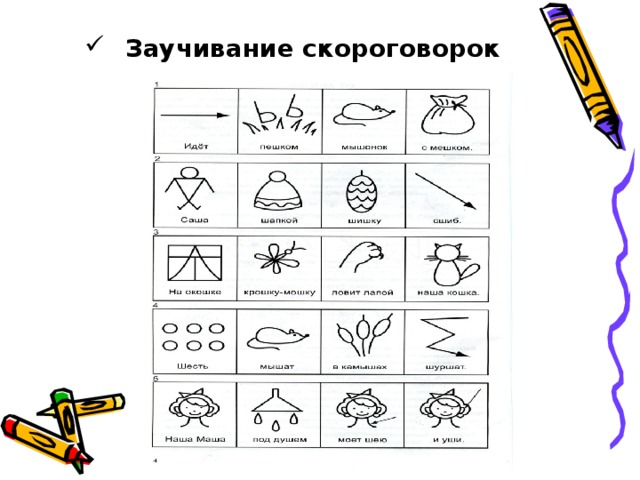 ✓ Заучивание скороговорок
1
Идёт пешком мышонок с мешком.
2
Саша шапкой шишку сшиб.
3
На окошке крошку-мошку ловит лапой наша кошка.
4
Шесть мышат в камышах шуршат.
5
Наша Маша под душем моет шею и уши.
4